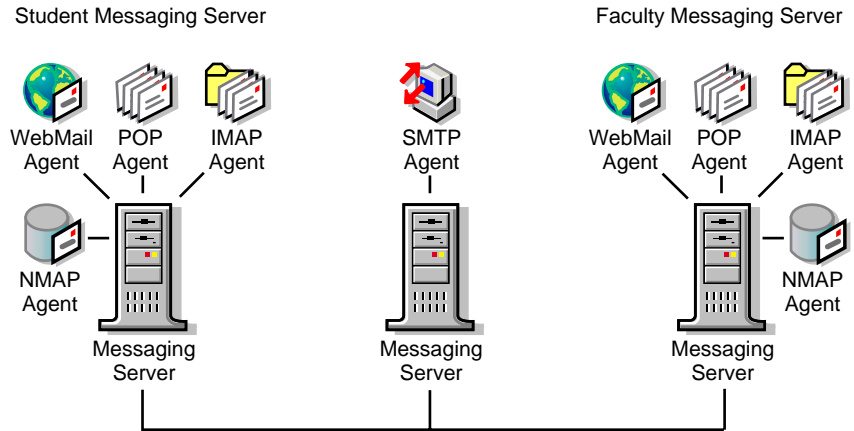 Student Messaging Server
Faculty Messaging Server
WebMail
Agent
POP
Agent
IMAP
Agent
SMTP
Agent
WebMail
Agent
POP
Agent
IMAP
Agent
NMAP
Agent
NMAP
Agent
Messaging
Server
Messaging
Server
Messaging
Server